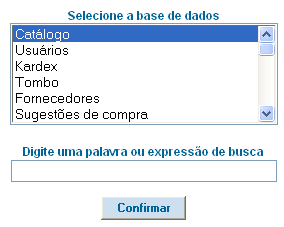 Selecione a base de dados
Catálogo
Usuários
Kardex
Tombo
Fornecedores
Sugestões de compra
Digite uma palavra ou expressão de busca
Confirmar